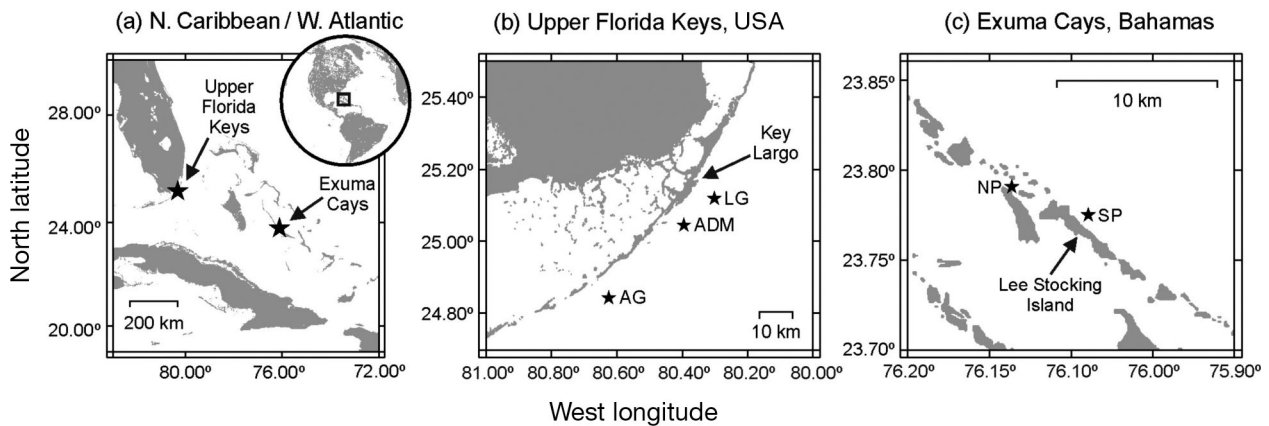 (a) N. Caribbean / W. Atlantic
(b) Upper Florida Keys, USA
(c) Exuma Cays, Bahamas
North latitude
28.00º
24.00º
20.00º
Upper
Florida
Keys
Exuma
Cays
200 km
80.00º 76.00º 72.00º
25.40º
25.20º
25.00º
24.80º
Key
Largo
LG
ADM
AG
10 km
81.00º 80.80º 80.60º 80.40º 80.20º 80.00º
23.85º
23.80º
23.75º
23.70º
10 km
NP
SP
Lee Stocking
Island
76.20º 76.15º 76.10º 76.00º 75.90º
West longitude